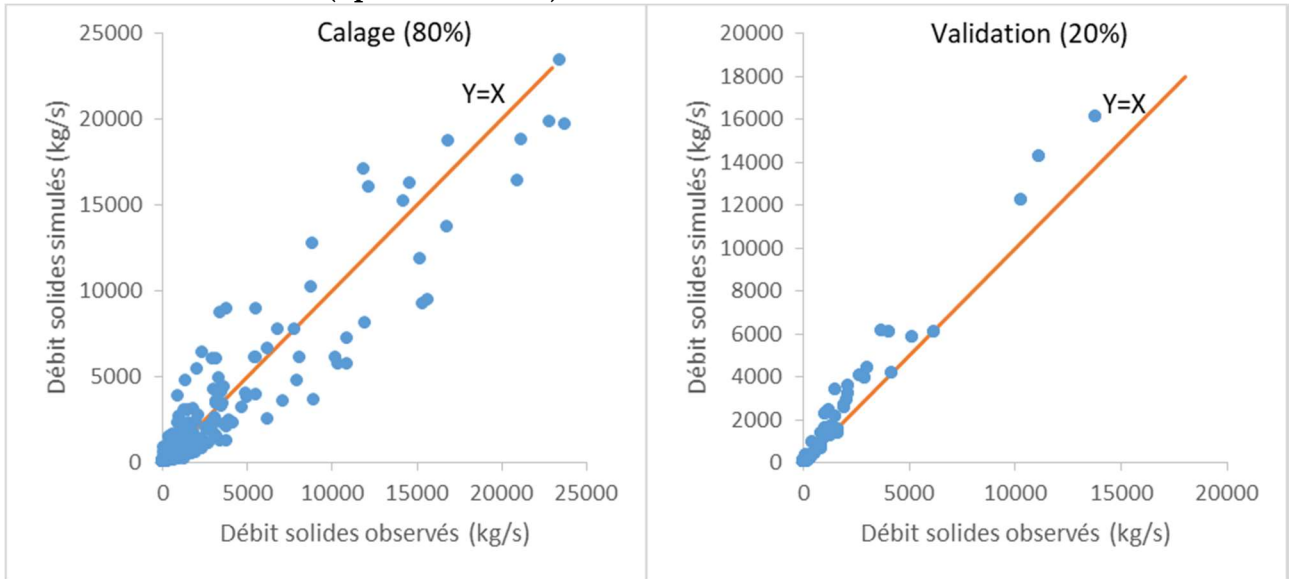 Calage (80%)
Y=X
Débit solides simulés (kg/s)
25000
20000
15000
10000
5000
0
0 5000 10000 15000 20000 25000
Débit solides observés (kg/s)
Validation (20%)
Y=X
Débit solides simulés (kg/s)
20000
18000
16000
14000
12000
10000
8000
6000
4000
2000
0
0 5000 10000 15000 20000
Débit solides observés (kg/s)